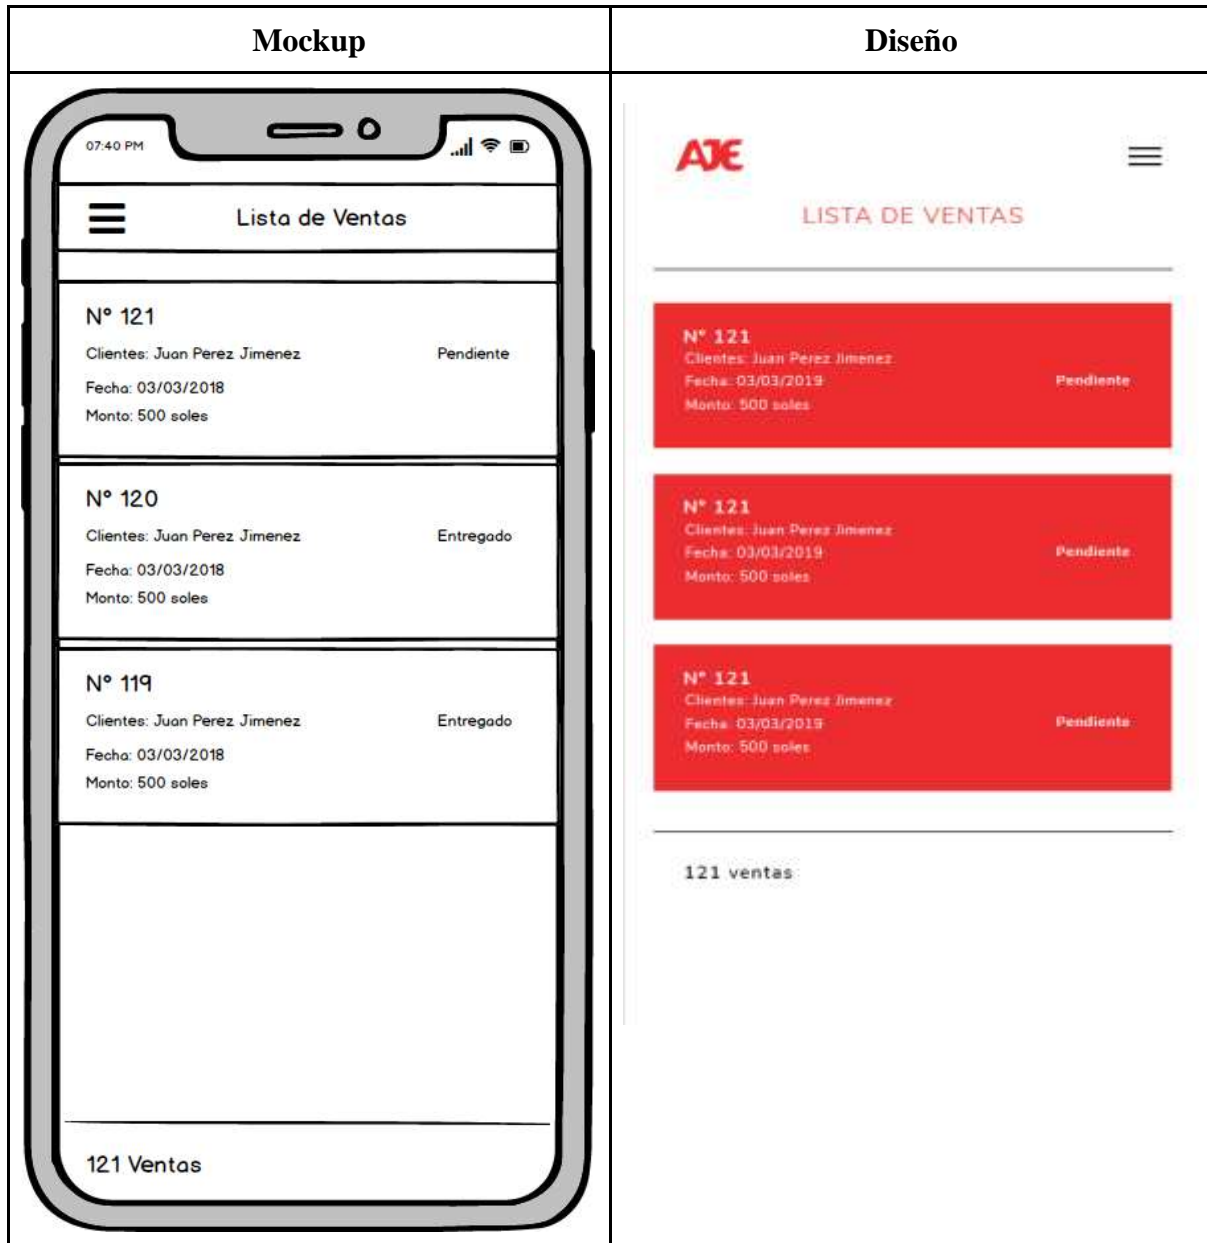 Mockup
Diseño
07:40 PM
Lista de Ventas
N° 121
Clientes: Juan Perez Jimenez
Pendiente
Fecha: 03/03/2018
Monto: 500 soles
N° 120
Clientes: Juan Perez Jimenez
Entregado
Fecha: 03/03/2018
Monto: 500 soles
N° 119
Clientes: Juan Perez Jimenez
Entregado
Fecha: 03/03/2018
Monto: 500 soles
121 Ventas
AJE
LISTA DE VENTAS
N° 121
Clientes: Juan Perez Jimenez
Fecha: 03/03/2019
Pendiente
Monto: 500 soles
N° 121
Clientes: Juan Perez Jimenez
Fecha: 03/03/2019
Pendiente
Monto: 500 soles
N° 121
Clientes: Juan Perez Jimenez
Fecha: 03/03/2019
Pendiente
Monto: 500 soles
121 ventas